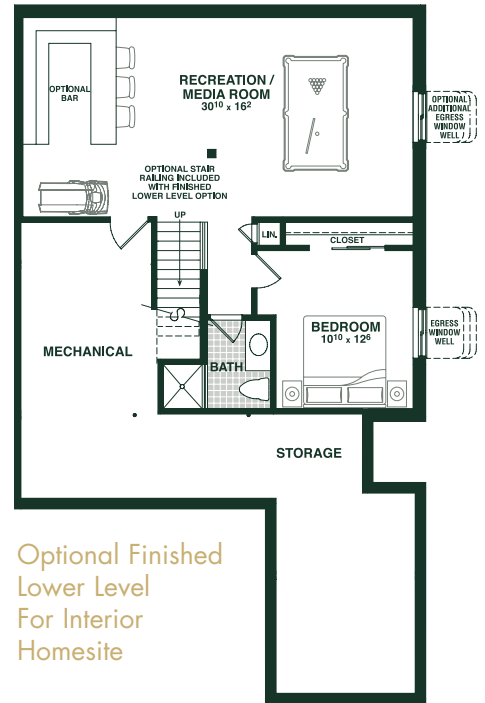 OPTIONAL
BAR
RECREATION /
MEDIA ROOM
30¹⁰ x 16²
OPTIONAL
ADDITIONAL
EGRESS
WINDOW
WELL
OPTIONAL STAIR
RAILING INCLUDED
WITH FINISHED
LOWER LEVEL OPTION
UP
LIN.
CLOSET
MECHANICAL
BATH
BEDROOM
10¹⁰ x 12⁶
EGRESS
WINDOW
WELL
STORAGE
Optional Finished
Lower Level
For Interior
Homesite